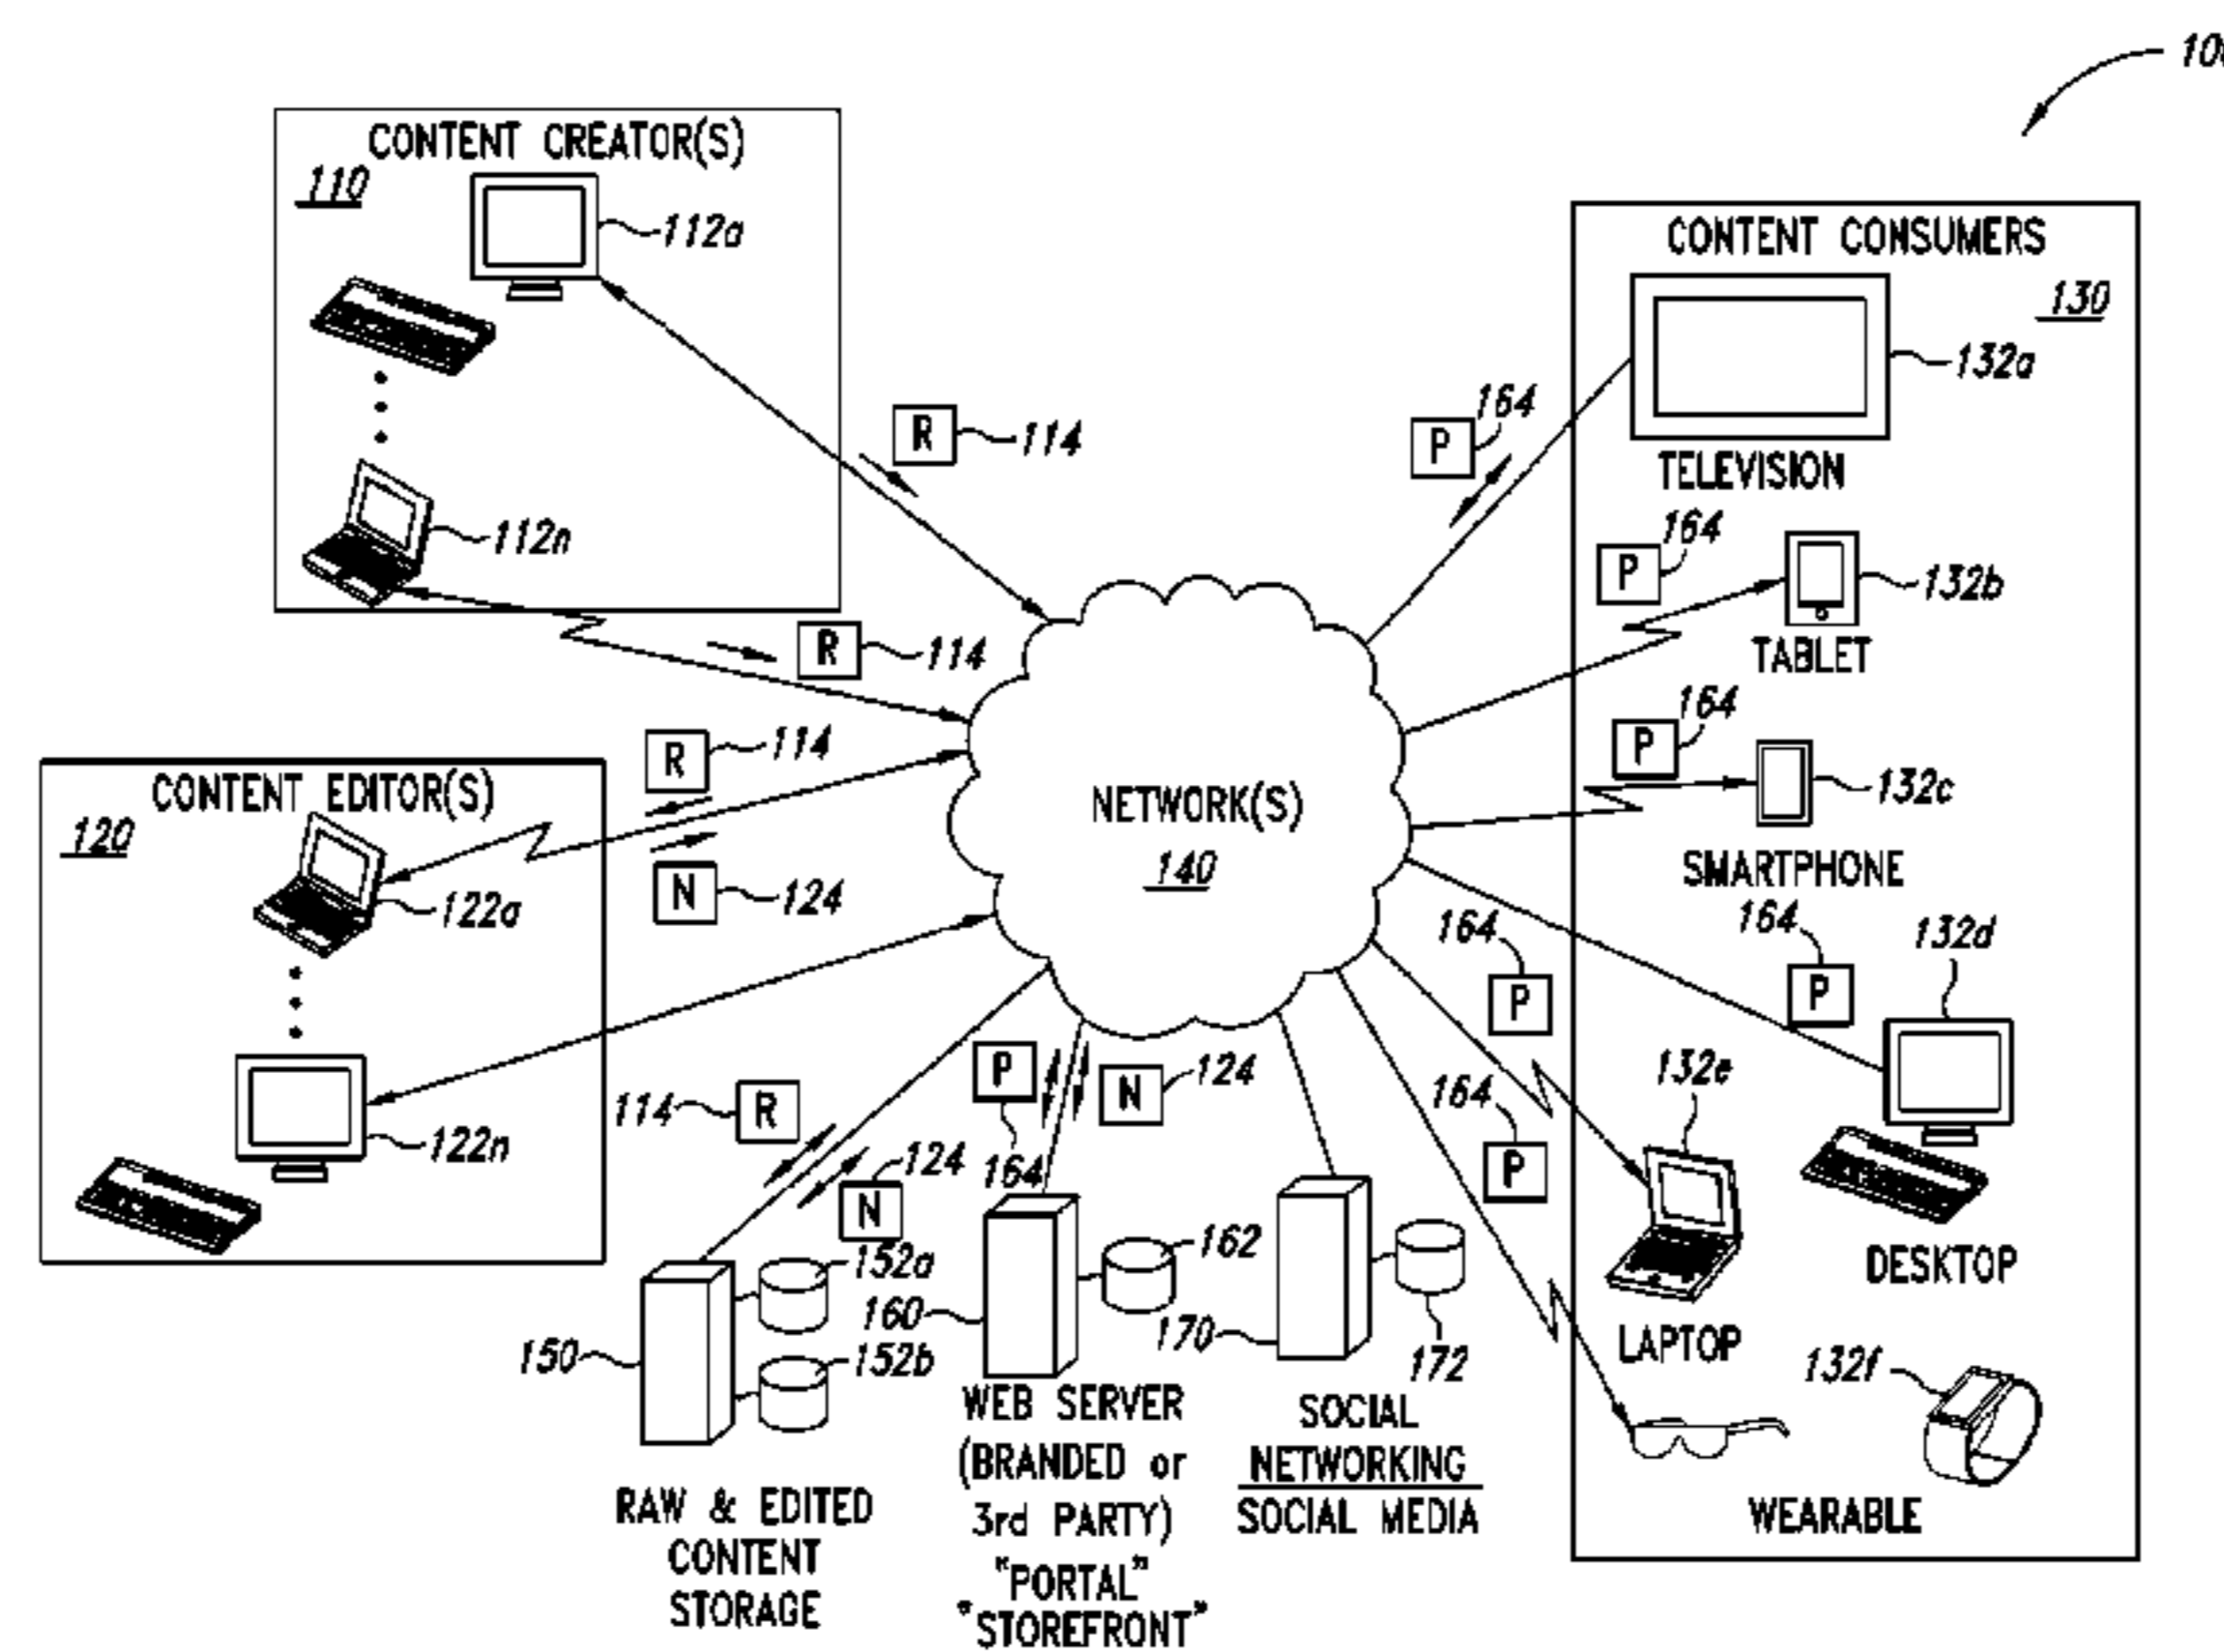 10
CONTENT CREATOR(S)
110
112a
112n
R
114
R
114
CONTENT EDITOR(S)
120
122a
122n
R
114
N
124
NETWORK(S)
140
CONTENT CONSUMERS
130
132a
TELEVISION
P
164
132b
TABLET
P
164
132c
SMARTPHONE
P
164
132d
DESKTOP
P
164
132e
LAPTOP
P
164
132f
WEARABLE
P
164
114
R
124
N
150
152a
152b
RAW & EDITED
CONTENT
STORAGE
P
164
N
124
160
162
WEB SERVER
(BRANDED or
3rd PARTY)
"PORTAL"
"STOREFRONT"
170
172
SOCIAL
NETWORKING
SOCIAL MEDIA